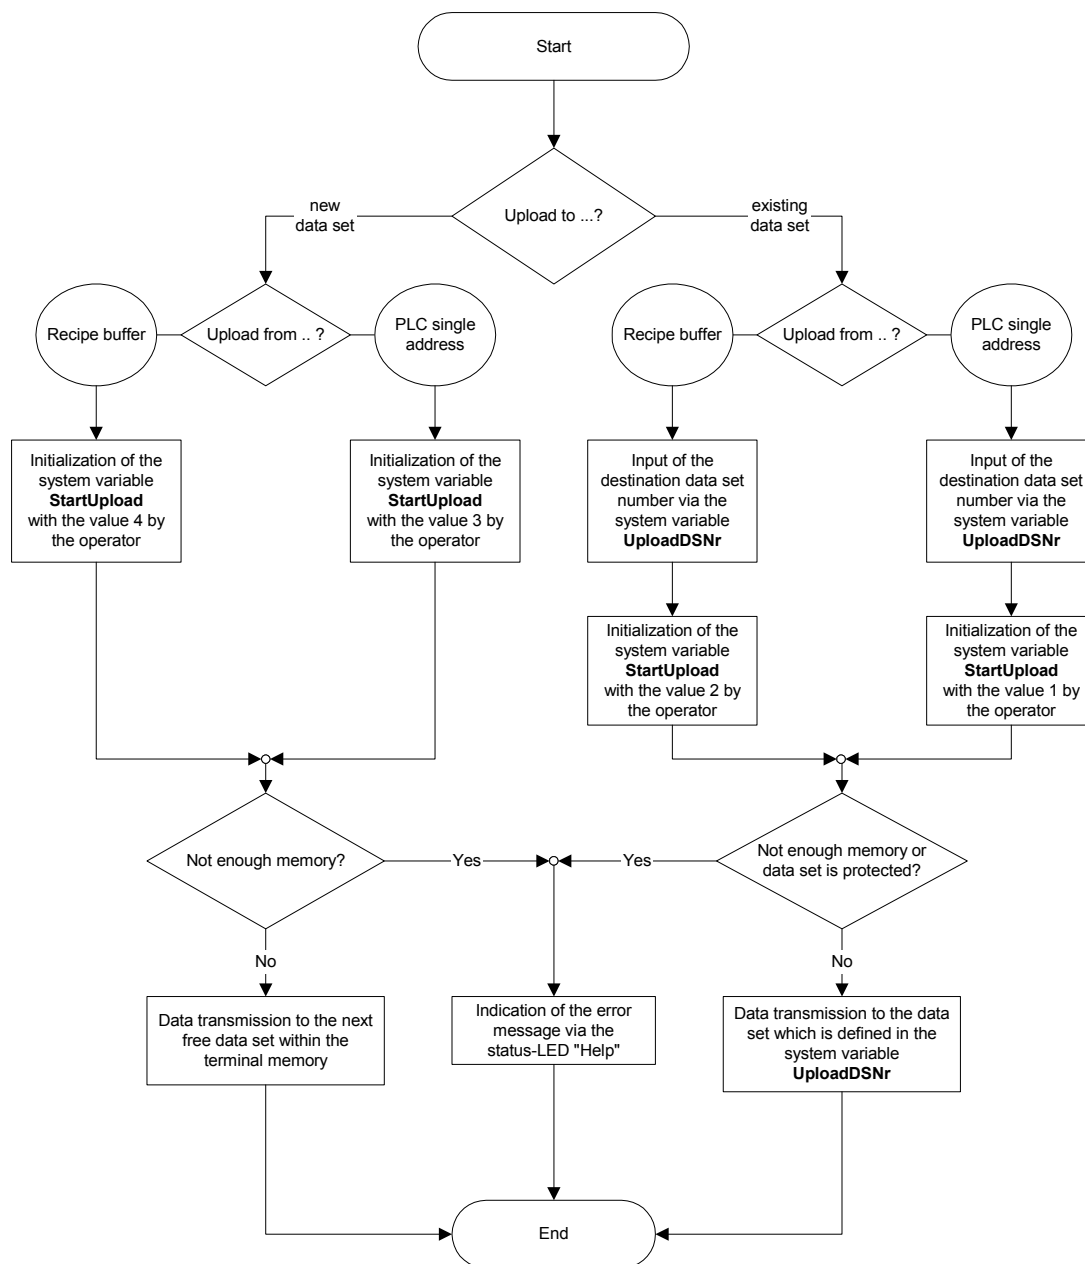 Start
Upload to ...?
new
data set
existing
data set
Recipe buffer
Upload from .. ?
PLC single
address
Recipe buffer
Upload from .. ?
PLC single
address
Initialization of the
system variable
StartUpload
with the value 4 by
the operator
Initialization of the
system variable
StartUpload
with the value 3 by
the operator
Input of the
destination data set
number via the
system variable
UploadDSNr
Input of the
destination data set
number via the
system variable
UploadDSNr
Initialization of the
system variable
StartUpload
with the value 2 by
the operator
Initialization of the
system variable
StartUpload
with the value 1 by
the operator
Not enough memory?
Yes
Yes
Not enough memory or
data set is protected?
No
No
Data transmission to the next
free data set within the
terminal memory
Indication of the error
message via the
status-LED "Help"
Data transmission to the data
set which is defined in the
system variable
UploadDSNr
End